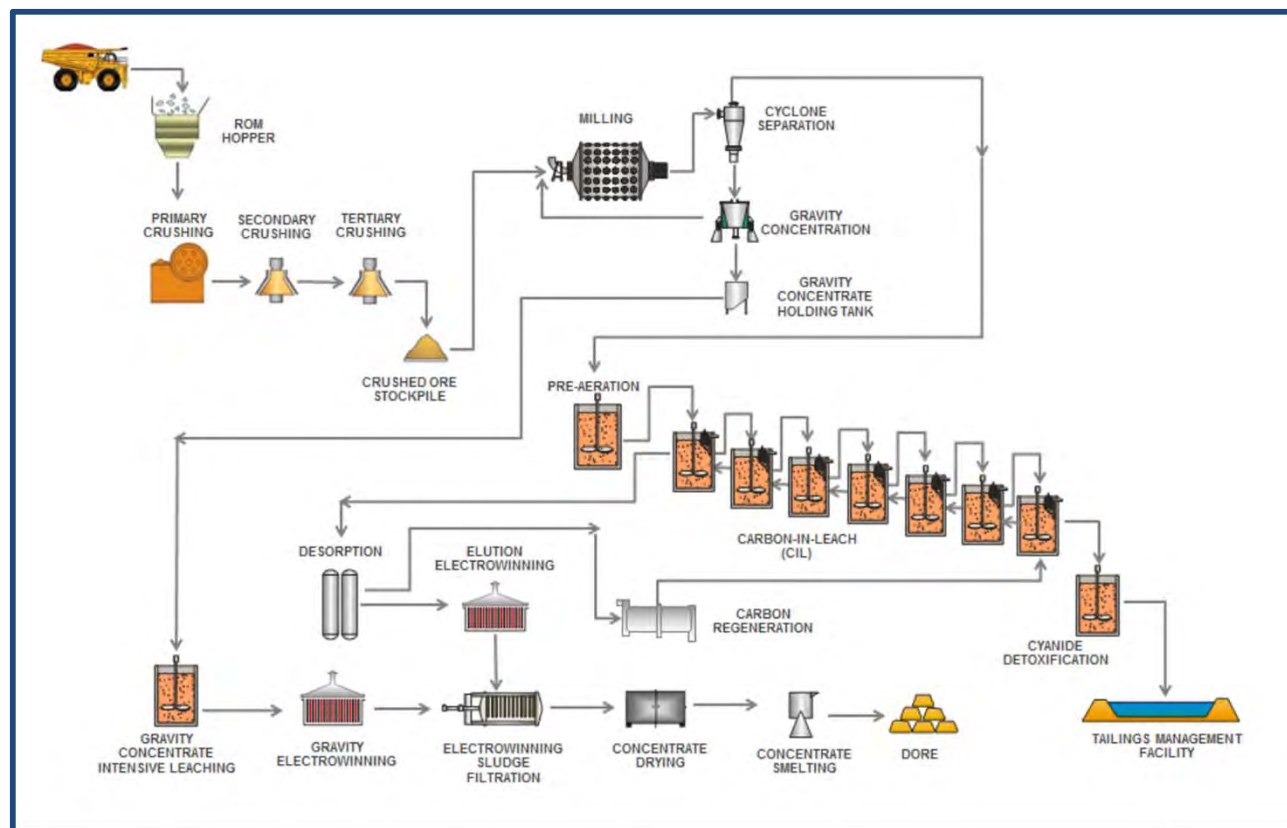 ROM
HOPPER
PRIMARY
CRUSHING
SECONDARY
CRUSHING
TERTIARY
CRUSHING
CRUSHED ORE
STOCKPILE
MILLING
CYCLONE
SEPARATION
GRAVITY
CONCENTRATION
GRAVITY
CONCENTRATE
HOLDING TANK
PRE-AERATION
CARBON-IN-LEACH
(CIL)
DESORPTION
ELUTION
ELECTROWINNING
CARBON
REGENERATION
CYANIDE
DETOXIFICATION
GRAVITY
CONCENTRATE
INTENSIVE LEACHING
GRAVITY
ELECTROWINNING
ELECTROWINNING
SLUDGE
FILTRATION
CONCENTRATE
DRYING
CONCENTRATE
SMELTING
DORE
TAILINGS MANAGEMENT
FACILITY